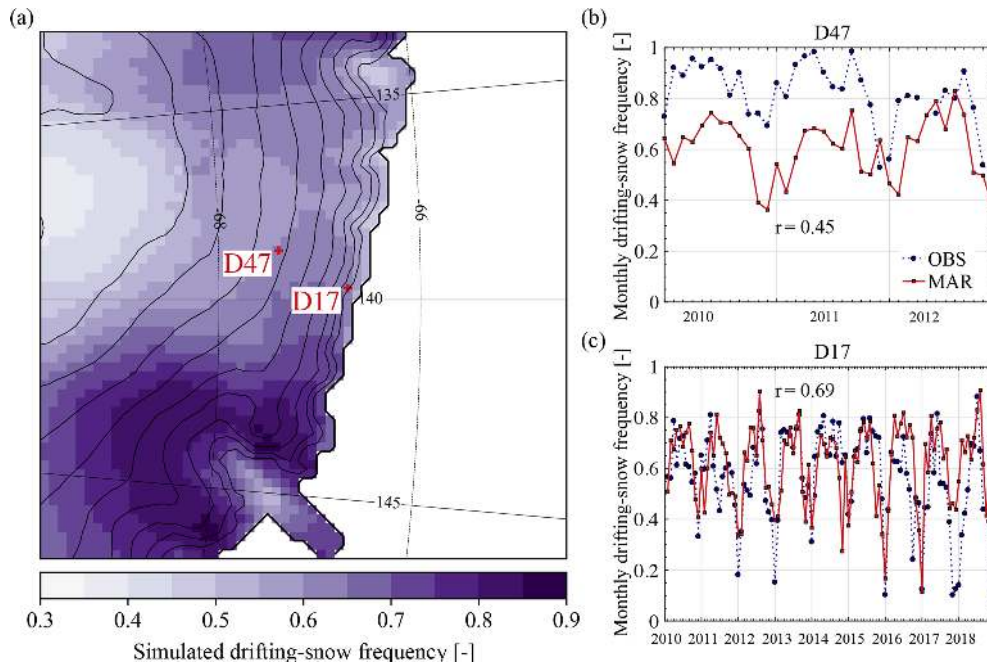 (a)
135
-68
-66
D47
D17
140
145
0.3 0.4 0.5 0.6 0.7 0.8 0.9
Simulated drifting-snow frequency [-]
(b)
D47
Monthly drifting-snow frequency [-]
1
0.8
0.6
0.4
0.2
0
r = 0.45
OBS
MAR
2010 2011 2012
(c)
D17
Monthly drifting-snow frequency [-]
1
0.8
0.6
0.4
0.2
0
r = 0.69
2010 2011 2012 2013 2014 2015 2016 2017 2018